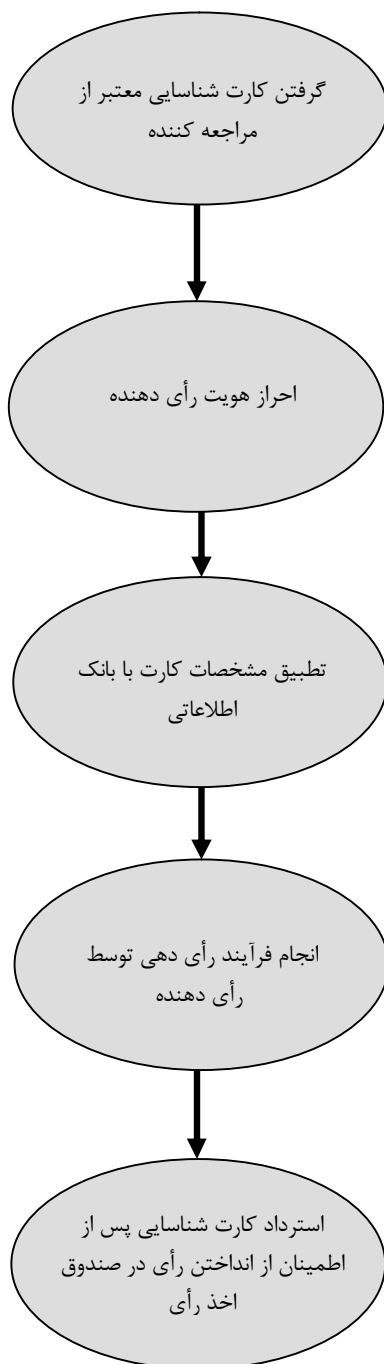 گرفتن کارت شناسایی معتبر از
مراجعه کننده
احراز هویت رأی دهنده
تطبیق مشخصات کارت با بانک
اطلاعاتی
انجام فرآیند رأی دهی توسط
رأی دهنده
استرداد کارت شناسایی پس از
اطمینان از انداختن رأی در صندوق
اخذ رأی